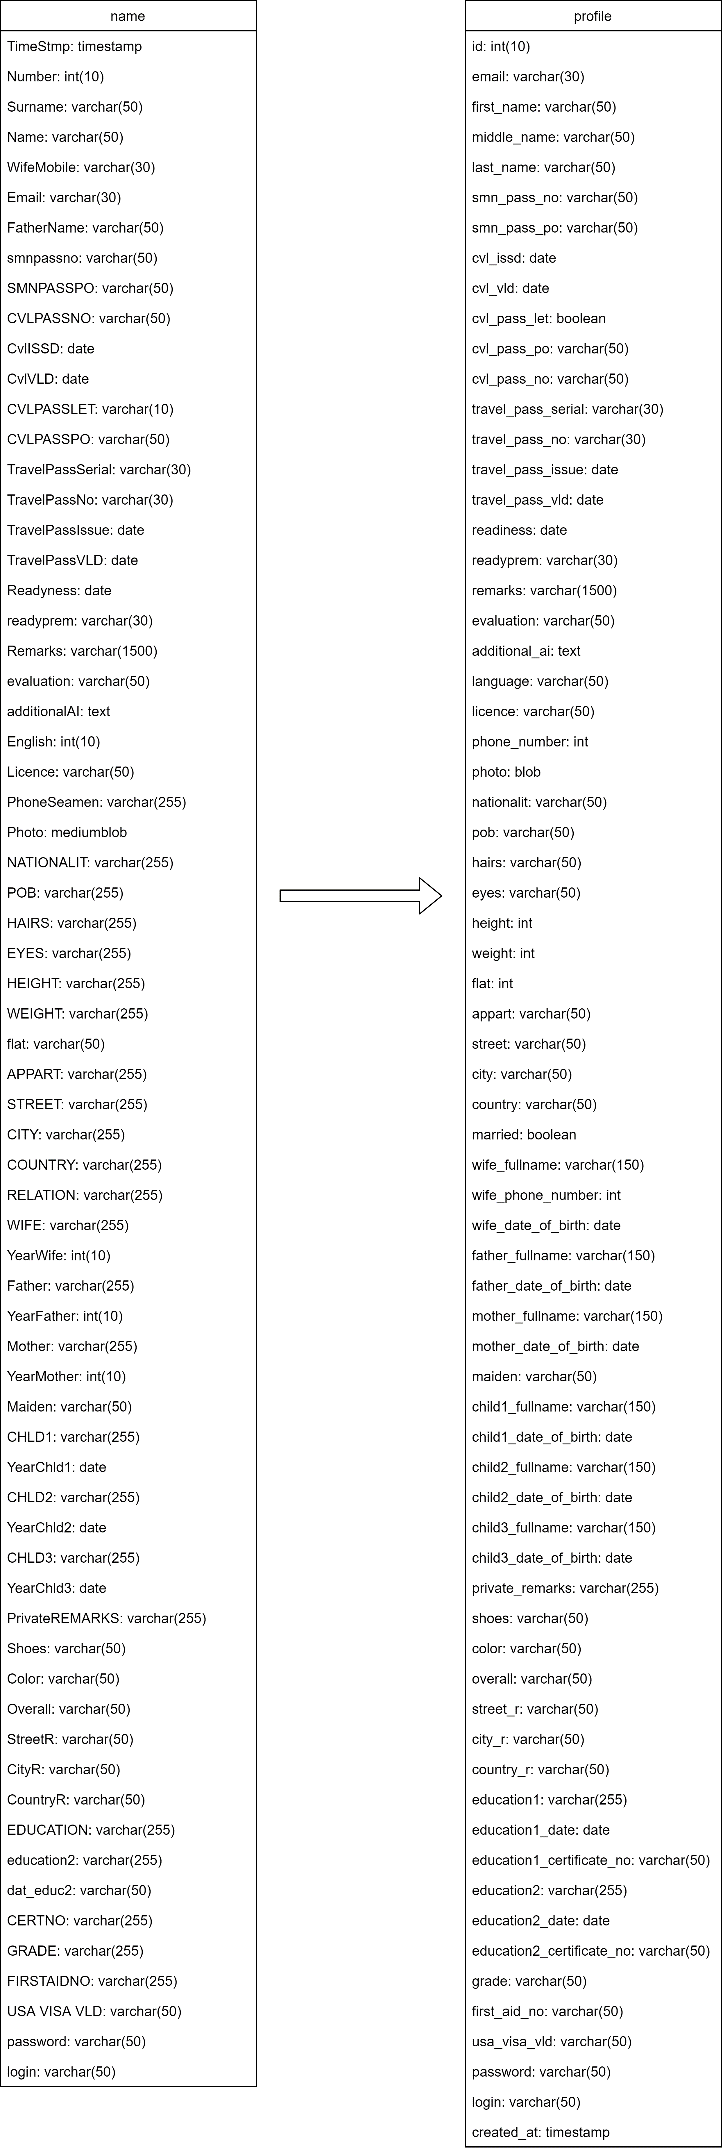 name
TimeStmp: timestamp
Number: int(10)
Surname: varchar(50)
Name: varchar(50)
WifeMobile: varchar(30)
Email: varchar(30)
FatherName: varchar(50)
smnpassno: varchar(50)
SMNPASSPO: varchar(50)
CVLPASSNO: varchar(50)
CvlISSD: date
CvlVLD: date
CVLPASSLET: varchar(10)
CVLPASSPO: varchar(50)
TravelPassSerial: varchar(30)
TravelPassNo: varchar(30)
TravelPassIssue: date
TravelPassVLD: date
Readyness: date
readyprem: varchar(30)
Remarks: varchar(1500)
evaluation: varchar(50)
additionalAI: text
English: int(10)
Licence: varchar(50)
PhoneSeamen: varchar(255)
Photo: mediumblob
NATIONALIT: varchar(255)
POB: varchar(255)
HAIRS: varchar(255)
EYES: varchar(255)
HEIGHT: varchar(255)
WEIGHT: varchar(255)
flat: varchar(50)
APPART: varchar(255)
STREET: varchar(255)
CITY: varchar(255)
COUNTRY: varchar(255)
RELATION: varchar(255)
WIFE: varchar(255)
YearWife: int(10)
Father: varchar(255)
YearFather: int(10)
Mother: varchar(255)
YearMother: int(10)
Maiden: varchar(50)
CHLD1: varchar(255)
YearChld1: date
CHLD2: varchar(255)
YearChld2: date
CHLD3: varchar(255)
YearChld3: date
PrivateREMARKS: varchar(255)
Shoes: varchar(50)
Color: varchar(50)
Overall: varchar(50)
StreetR: varchar(50)
CityR: varchar(50)
CountryR: varchar(50)
EDUCATION: varchar(255)
education2: varchar(255)
dat_educ2: varchar(50)
CERTNO: varchar(255)
GRADE: varchar(255)
FIRSTAIDNO: varchar(255)
USA VISA VLD: varchar(50)
password: varchar(50)
login: varchar(50)
profile
id: int(10)
email: varchar(30)
first_name: varchar(50)
middle_name: varchar(50)
last_name: varchar(50)
smn_pass_no: varchar(50)
smn_pass_po: varchar(50)
cvl_issd: date
cvl_vld: date
cvl_pass_let: boolean
cvl_pass_po: varchar(50)
cvl_pass_no: varchar(50)
travel_pass_serial: varchar(30)
travel_pass_no: varchar(30)
travel_pass_issue: date
travel_pass_vld: date
readiness: date
readyprem: varchar(30)
remarks: varchar(1500)
evaluation: varchar(50)
additional_ai: text
language: varchar(50)
licence: varchar(50)
phone_number: int
photo: blob
nationalit: varchar(50)
pob: varchar(50)
hairs: varchar(50)
eyes: varchar(50)
height: int
weight: int
flat: int
appart: varchar(50)
street: varchar(50)
city: varchar(50)
country: varchar(50)
married: boolean
wife_fullname: varchar(150)
wife_phone_number: int
wife_date_of_birth: date
father_fullname: varchar(150)
father_date_of_birth: date
mother_fullname: varchar(150)
mother_date_of_birth: date
maiden: varchar(50)
child1_fullname: varchar(150)
child1_date_of_birth: date
child2_fullname: varchar(150)
child2_date_of_birth: date
child3_fullname: varchar(150)
child3_date_of_birth: date
private_remarks: varchar(255)
shoes: varchar(50)
color: varchar(50)
overall: varchar(50)
street_r: varchar(50)
city_r: varchar(50)
country_r: varchar(50)
education1: varchar(255)
education1_date: date
education1_certificate_no: varchar(50)
education2: varchar(255)
education2_date: date
education2_certificate_no: varchar(50)
grade: varchar(50)
first_aid_no: varchar(50)
usa_visa_vld: varchar(50)
password: varchar(50)
login: varchar(50)
created_at: timestamp